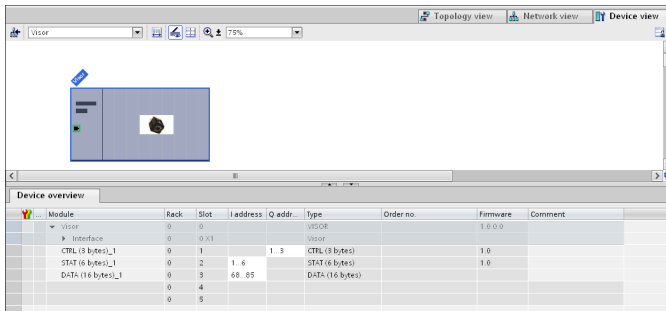 Topology view Network view Device view
Visor 75%
Visor
Device overview
... Module Rack Slot I address Q addr... Type Order no. Firmware Comment
Visor 0 0 VISOR 1.0.0.0
Interface 0 0 X1 Visor
CTRL (3 bytes)_1 0 1 1...3 CTRL (3 bytes) 1.0
STAT (6 bytes)_1 0 2 1...6 STAT (6 bytes) 1.0
DATA (16 bytes)_1 0 3 68...85 DATA (16 bytes)
0 4
0 5